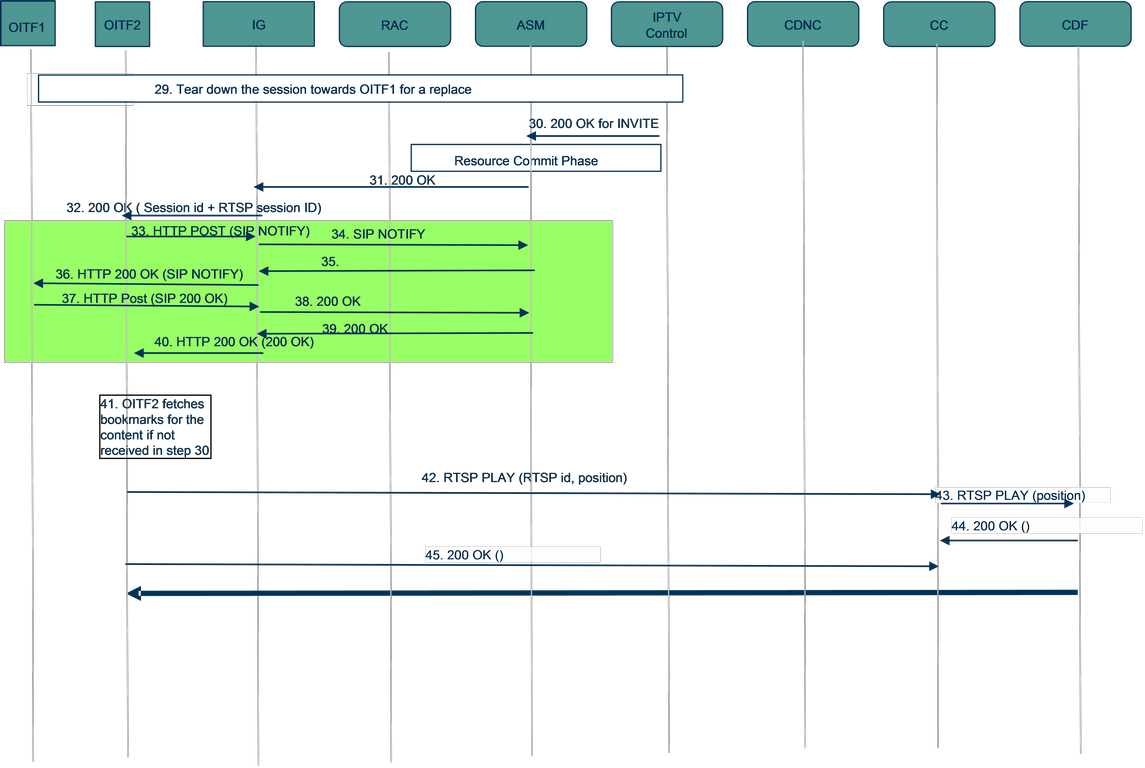 OITF1
OITF2
IG
RAC
ASM
IPTV
Control
CDNC
CC
CDF
29. Tear down the session towards OITF1 for a replace
30. 200 OK for INVITE
Resource Commit Phase
31. 200 OK
32. 200 OK ( Session id + RTSP session ID)
33. HTTP POST (SIP NOTIFY)
34. SIP NOTIFY
35.
36. HTTP 200 OK (SIP NOTIFY)
37. HTTP Post (SIP 200 OK)
38. 200 OK
39. 200 OK
40. HTTP 200 OK (200 OK)
41. OITF2 fetches
bookmarks for the
content if not
received in step 30
42. RTSP PLAY (RTSP id, position)
43. RTSP PLAY (position)
44. 200 OK ()
45. 200 OK ()